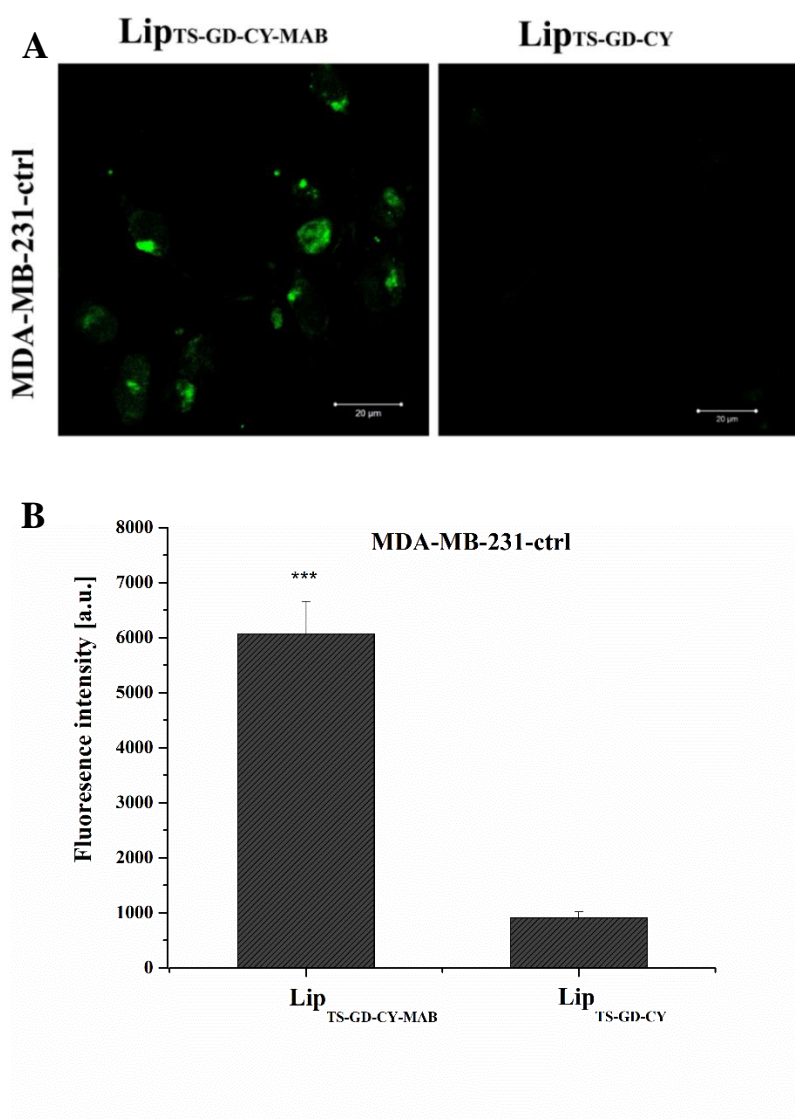 A
LipTS-GD-CY-MAB
LipTS-GD-CY
MDA-MB-231-ctrl
20 µm
20 µm
B
MDA-MB-231-ctrl
***
Fluoresence intensity [a.u.]
8000
7000
6000
5000
4000
3000
2000
1000
0
LipTS-GD-CY-MAB
LipTS-GD-CY